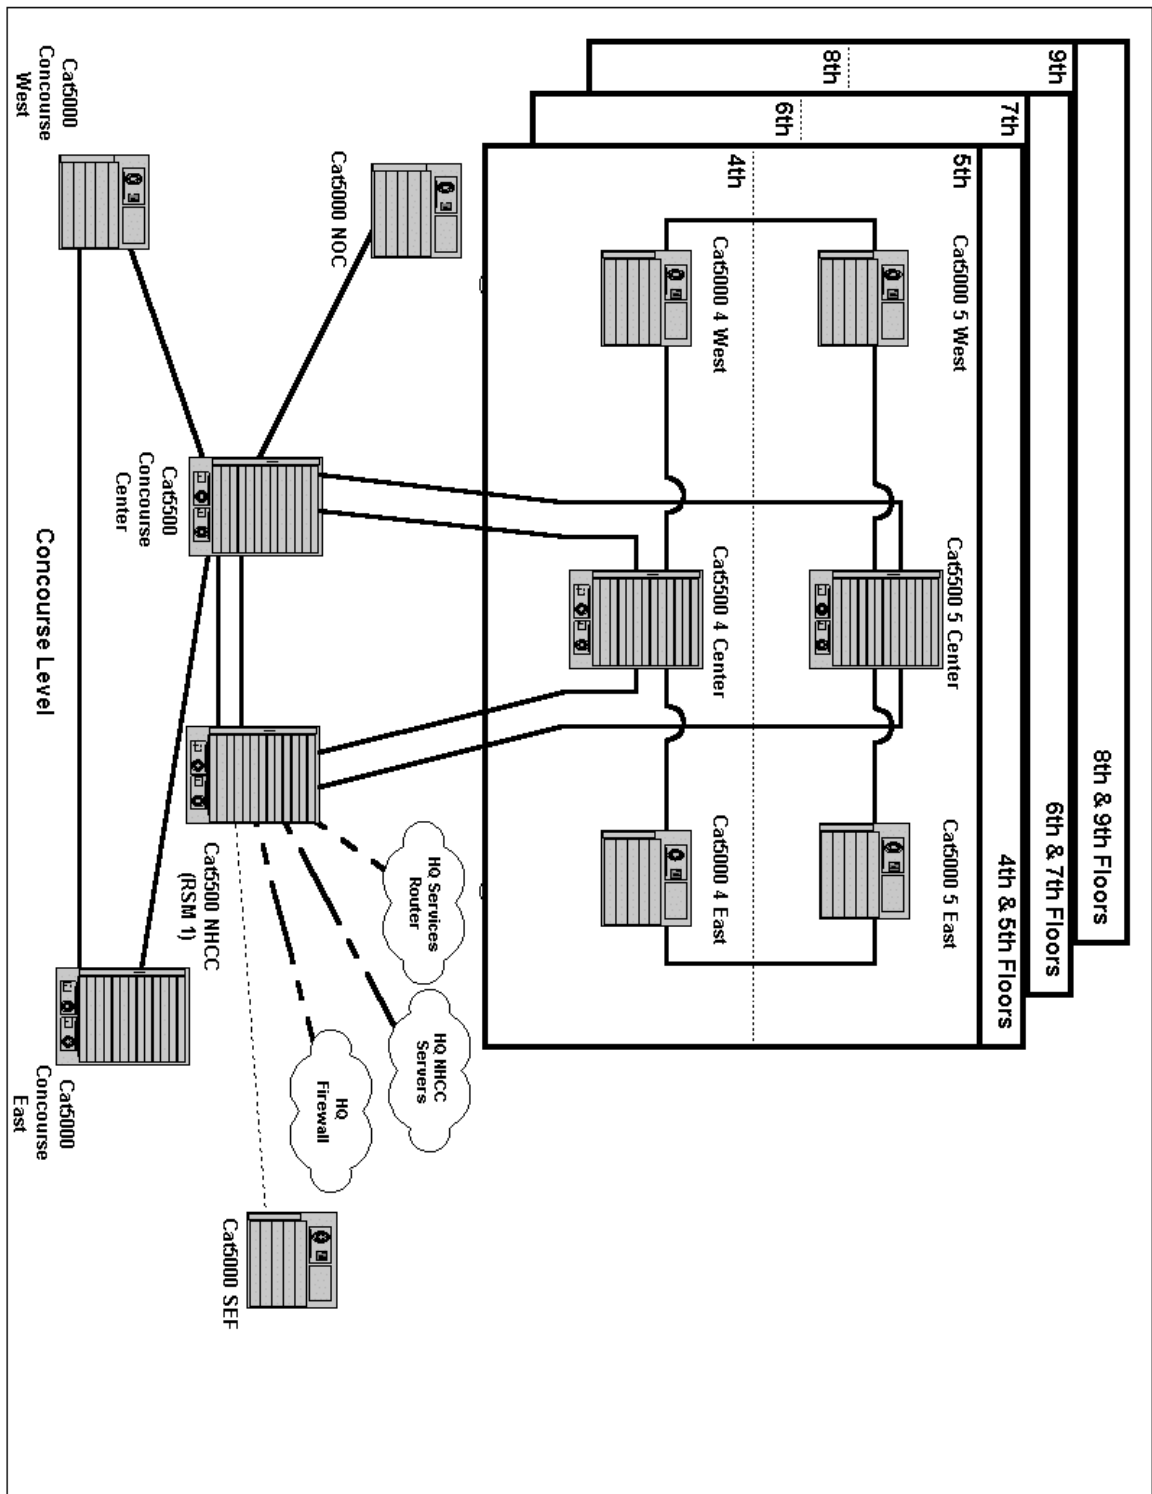 8th & 9th Floors
9th
8th
6th & 7th Floors
7th
6th
4th & 5th Floors
5th
Cat5000 5 West
Cat5500 5 Center
Cat5000 5 East
4th
Cat5000 4 West
Cat5500 4 Center
Cat5000 4 East
Cat5000 NOC
HQ Services
Router
HQ NHCC
Servers
HQ
Firewall
Cat5000 SEF
Cat5500 NHCC
(RSM 1)
Cat5500
Concourse
Center
Cat5000
Concourse
West
Cat5000
Concourse
East
Concourse Level